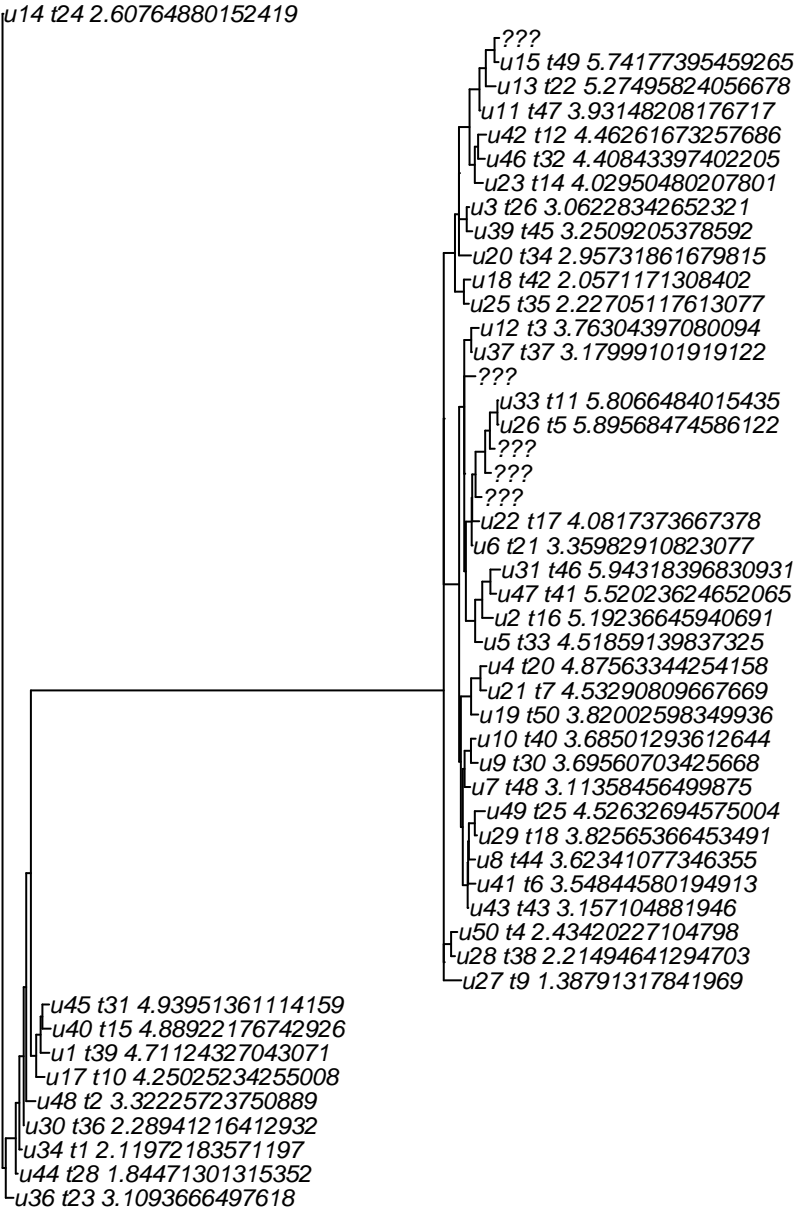 u14 t24 2.60764880152419
???
u15 t49 5.74177395459265
u13 t22 5.27495824056678
u11 t47 3.93148208176717
u42 t12 4.46261673257686
u46 t32 4.40843397402205
u23 t14 4.02950480207801
u3 t26 3.06228342652321
u39 t45 3.2509205378592
u20 t34 2.95731861679815
u18 t42 2.0571171308402
u25 t35 2.22705117613077
u12 t3 3.76304397080094
u37 t37 3.17999101919122
???
u33 t11 5.8066484015435
u26 t5 5.89568474586122
???
???
???
u22 t17 4.0817373667378
u6 t21 3.35982910823077
u31 t46 5.94318396830931
u47 t41 5.52023624652065
u2 t16 5.19236645940691
u5 t33 4.51859139837325
u4 t20 4.87563344254158
u21 t7 4.53290809667669
u19 t50 3.82002598349936
u10 t40 3.68501293612644
u9 t30 3.69560703425668
u7 t48 3.11358456499875
u49 t25 4.52632694575004
u29 t18 3.82565366453491
u8 t44 3.62341077346355
u41 t6 3.54844580194913
u43 t43 3.157104881946
u50 t4 2.43420227104798
u28 t38 2.21494641294703
u27 t9 1.38791317841969
u45 t31 4.93951361114159
u40 t15 4.88922176742926
u1 t39 4.71124327043071
u17 t10 4.25025234255008
u48 t2 3.32225723750889
u30 t36 2.28941216412932
u34 t1 2.11972183571197
u44 t28 1.84471301315352
u36 t23 3.1093666497618